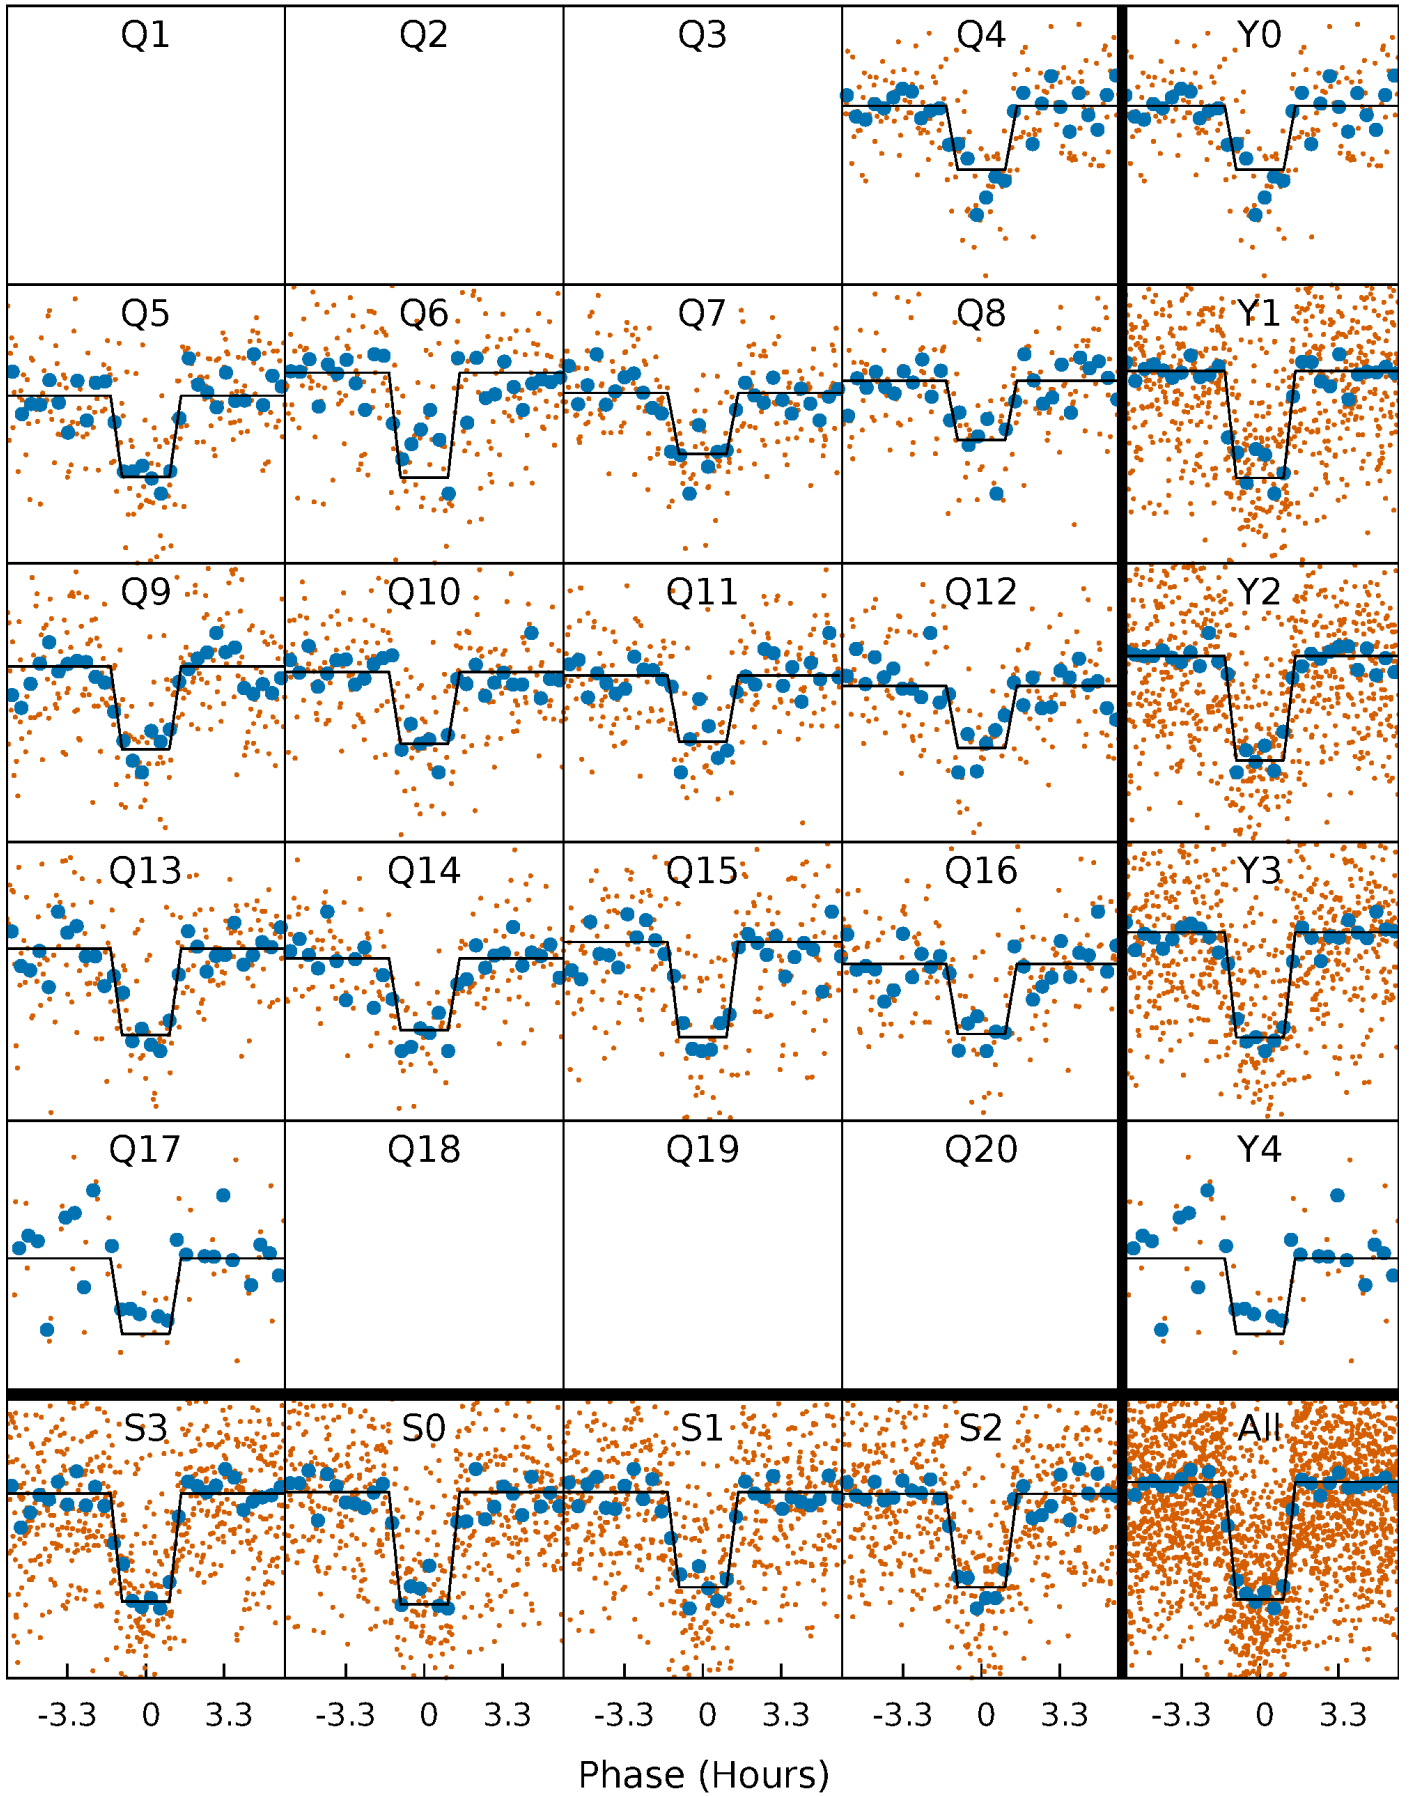 Q1 Q2 Q3 Q4 Y0
Q5 Q6 Q7 Q8 Y1
Q9 Q10 Q11 Q12 Y2
Q13 Q14 Q15 Q16 Y3
Q17 Q18 Q19 Q20 Y4
S3 S0 S1 S2 All
-3.3 0 3.3 -3.3 0 3.3 -3.3 0 3.3 -3.3 0 3.3 -3.3 0 3.3
Phase (Hours)